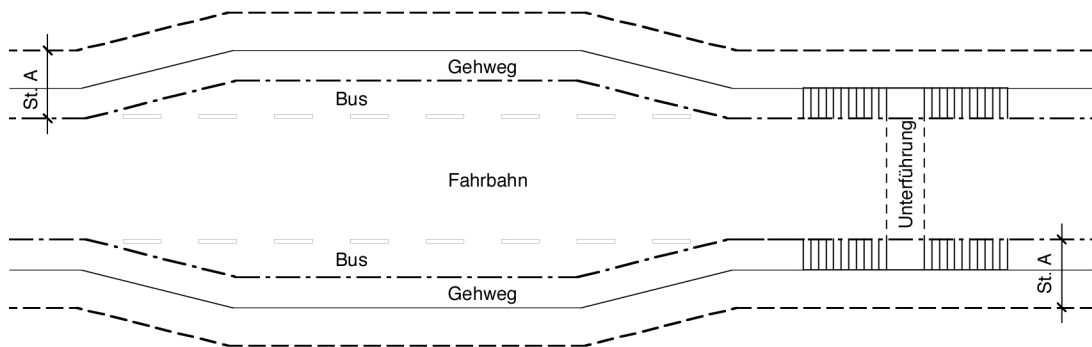 St. A
Gehweg
Bus
Fahrbahn
Unterführung
Bus
Gehweg
St. A